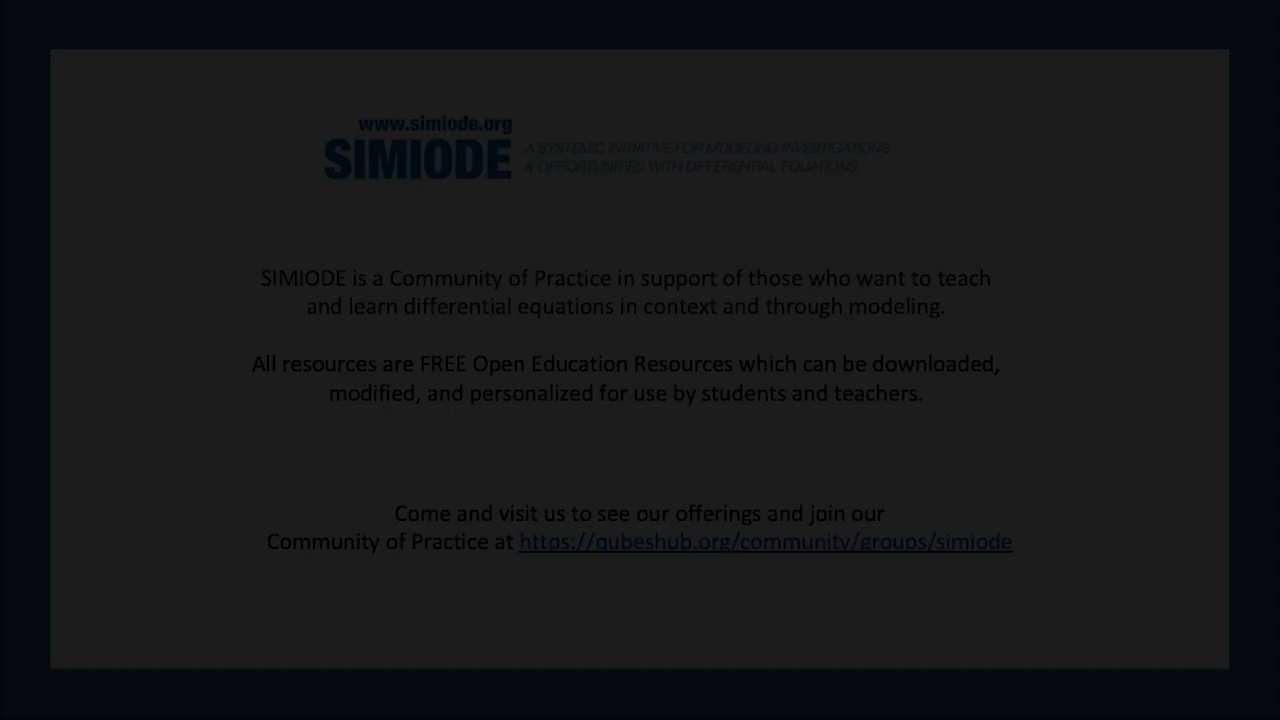 www.simiode.org
SIMIODE
A SYSTEMIC INITIATIVE FOR MODELING INVESTIGATIONS
& OPPORTUNITIES WITH DIFFERENTIAL EQUATIONS
SIMIODE is a Community of Practice in support of those who want to teach
and learn differential equations in context and through modeling.
All resources are FREE Open Education Resources which can be downloaded,
modified, and personalized for use by students and teachers.
Come and visit us to see our offerings and join our
Community of Practice at https://qubeshub.org/community/groups/simiode